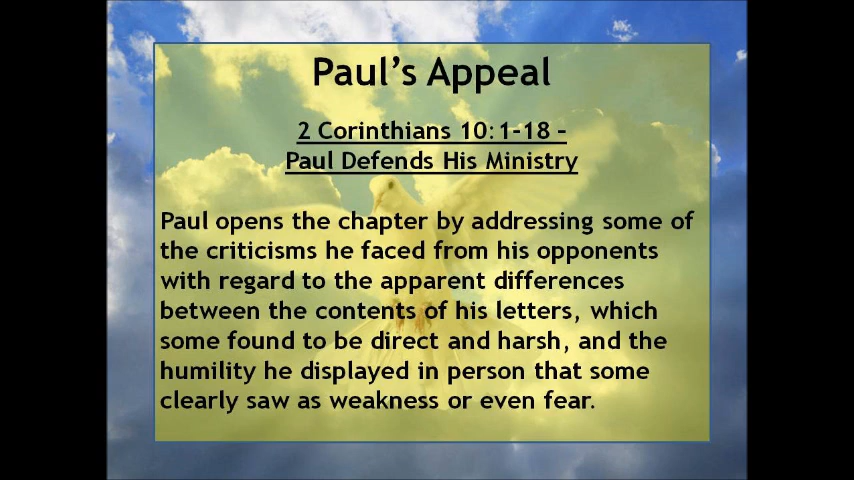 Paul's Appeal
2 Corinthians 10:1-18 –
Paul Defends His Ministry
Paul opens the chapter by addressing some of
the criticisms he faced from his opponents
with regard to the apparent differences
between the contents of his letters, which
some found to be direct and harsh, and the
humility he displayed in person that some
clearly saw as weakness or even fear.